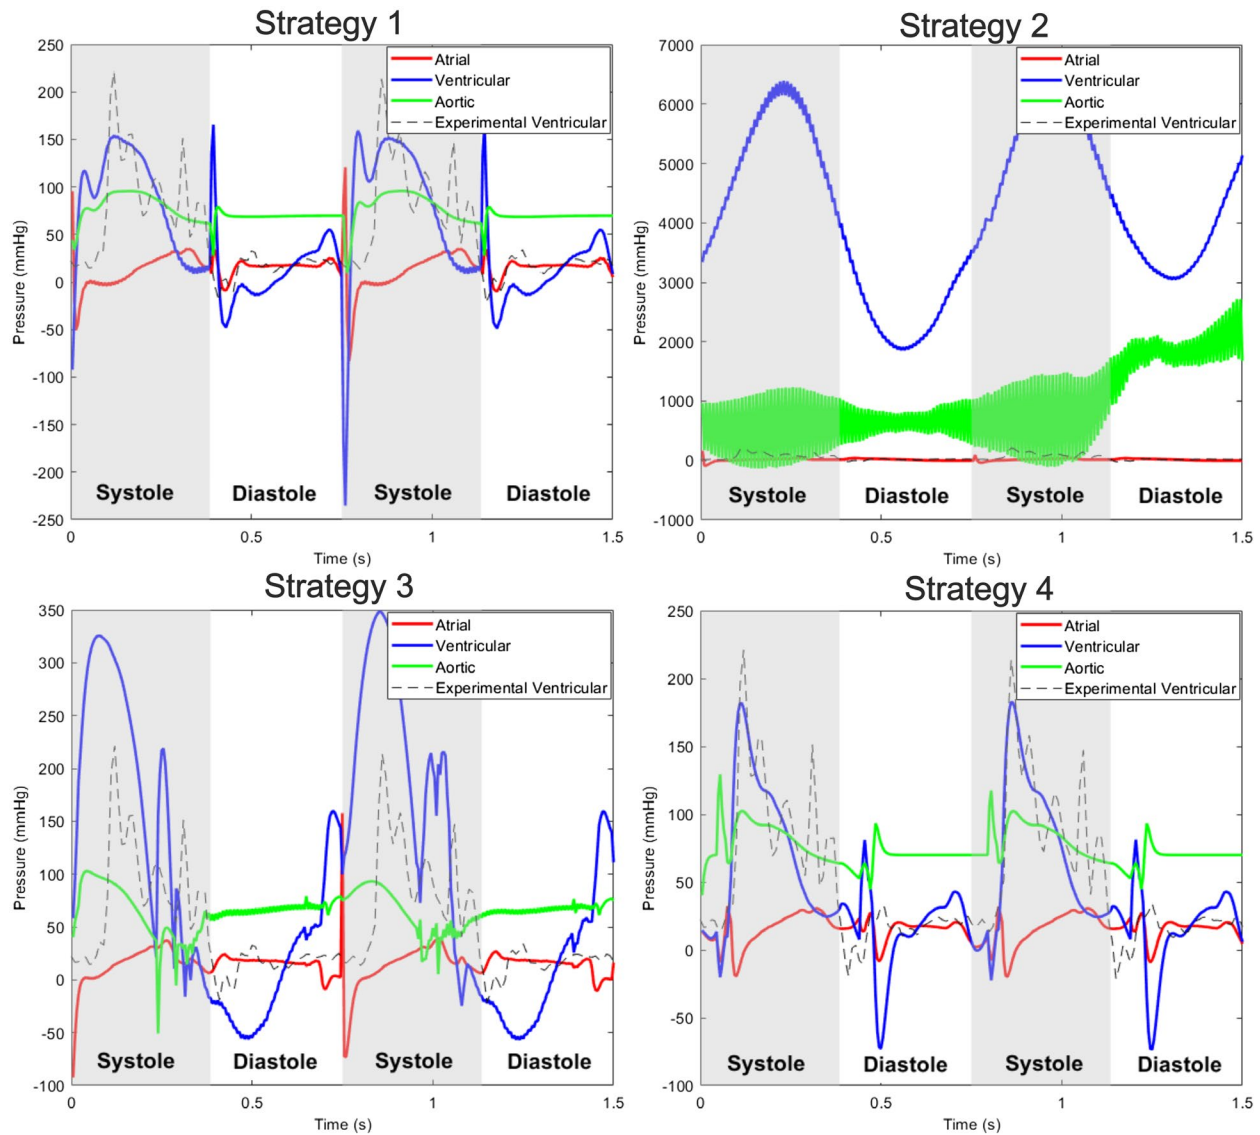 Strategy 1
250
200
150
100
50
0
-50
-100
-150
-200
-250
Pressure (mmHg)
Atrial
Ventricular
Aortic
Experimental Ventricular
Systole
Diastole
Systole
Diastole
0
0.5
1
1.5
Time (s)
Strategy 2
7000
6000
5000
4000
3000
2000
1000
0
-1000
Pressure (mmHg)
Atrial
Ventricular
Aortic
Experimental Ventricular
Systole
Diastole
Systole
Diastole
0
0.5
1
1.5
Time (s)
Strategy 3
350
300
250
200
150
100
50
0
-50
-100
Pressure (mmHg)
Atrial
Ventricular
Aortic
Experimental Ventricular
Systole
Diastole
Systole
Diastole
0
0.5
1
1.5
Time (s)
Strategy 4
250
200
150
100
50
0
-50
-100
Pressure (mmHg)
Atrial
Ventricular
Aortic
Experimental Ventricular
Systole
Diastole
Systole
Diastole
0
0.5
1
1.5
Time (s)